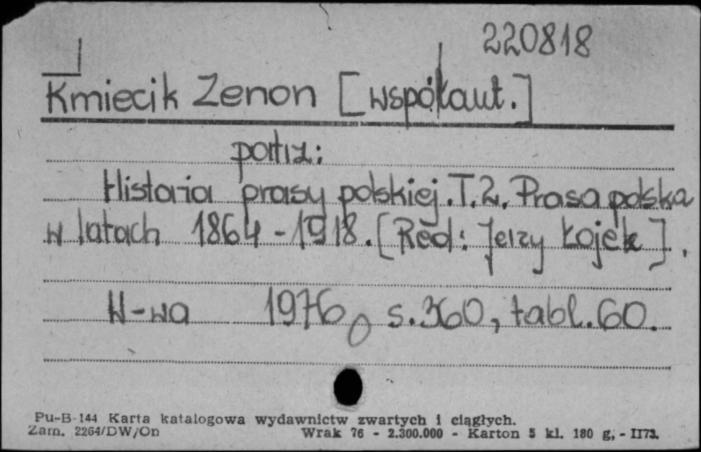 220818
Kmiecik Zenon [współaut.]
patrz:
Historia prasy polskiej. T.2. Prasa polska
w latach 1864-1918. [Red: Jerzy Łojek].
W-wa 1976, s. 360, tabl. 60.
Pu-B-144 Karta katalogowa wydawnictw zwartych i ciągłych.
Zam. 2264/DW/On Wrak 76 - 2.300.000 - Karton 5 kl. 180 g, - II73.